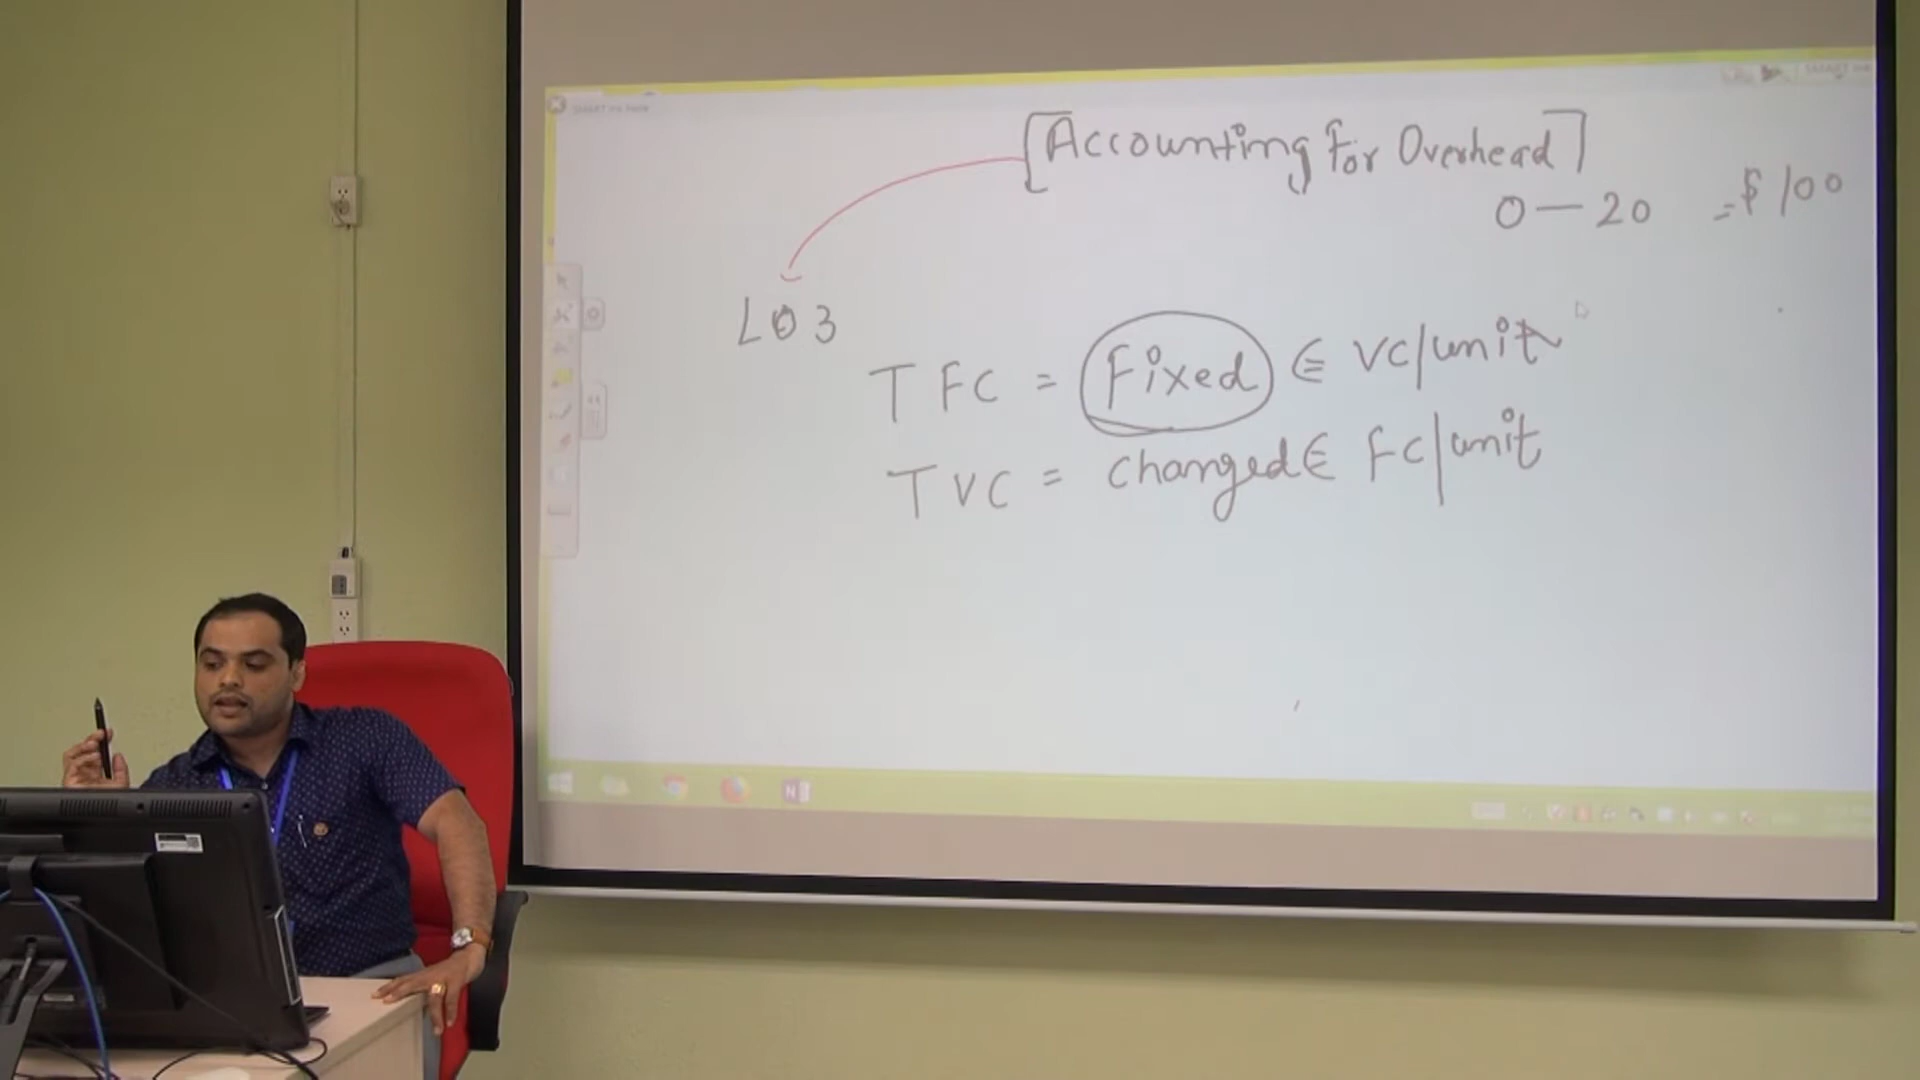 [Accounting For Overhead]
0 — 20 = $100
LO3
TFC = Fixed ∈ VC/unit
TVC = changed ∈ FC/unit